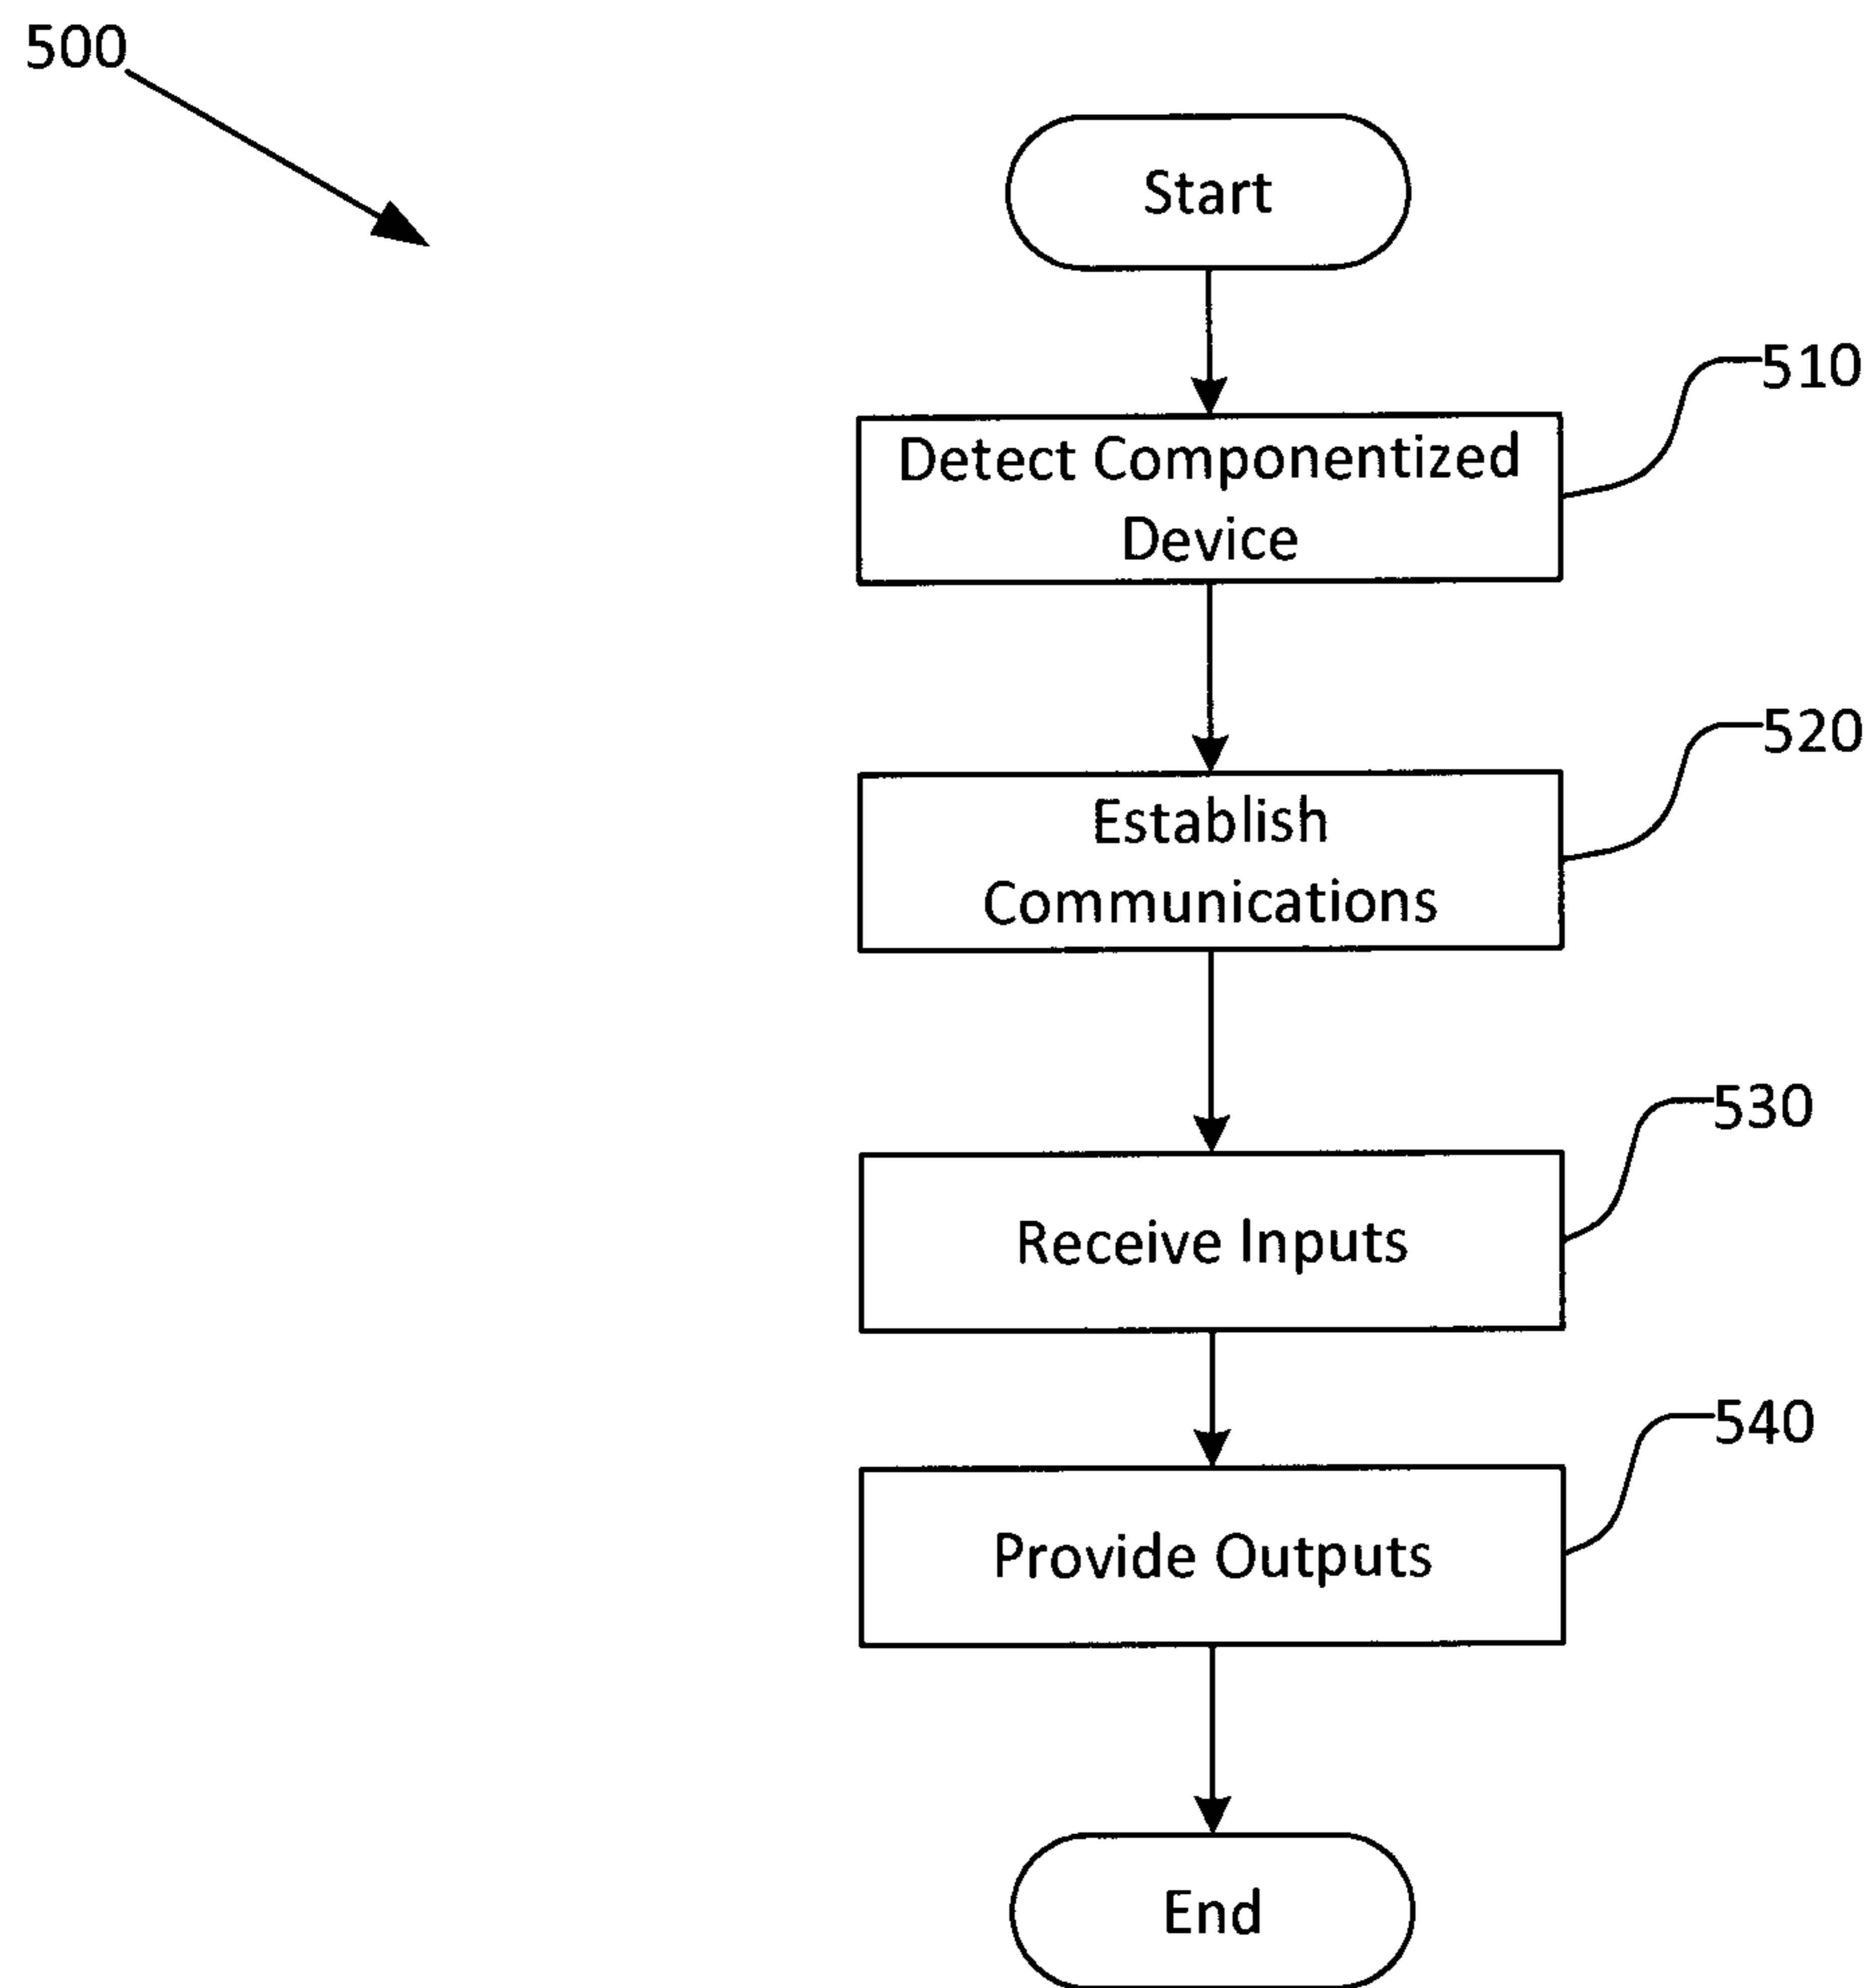 500
Start
510
Detect Componentized
Device
520
Establish
Communications
530
Receive Inputs
540
Provide Outputs
End